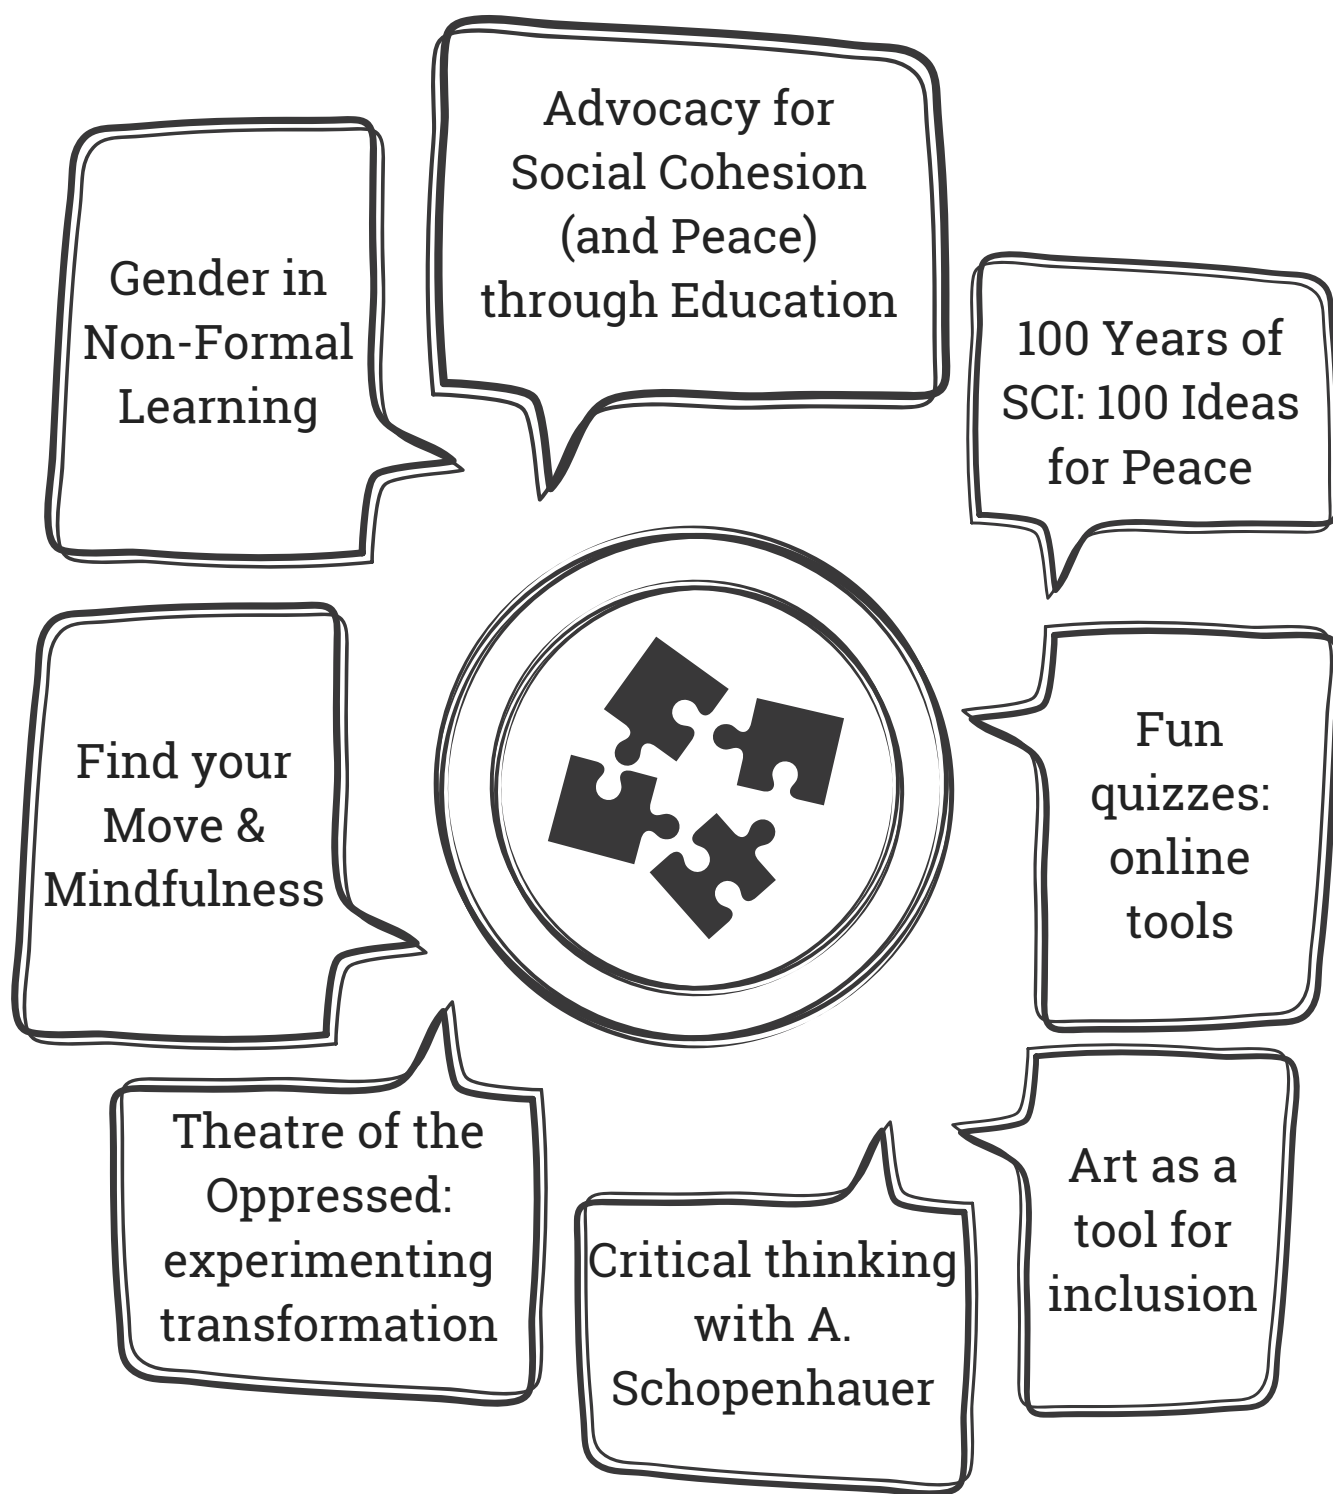 Advocacy for
Social Cohesion
(and Peace)
through Education
Gender in
Non-Formal
Learning
100 Years of
SCI: 100 Ideas
for Peace
Find your
Move &
Mindfulness
Fun
quizzes:
online
tools
Theatre of the
Oppressed:
experimenting
transformation
Critical thinking
with A.
Schopenhauer
Art as a
tool for
inclusion